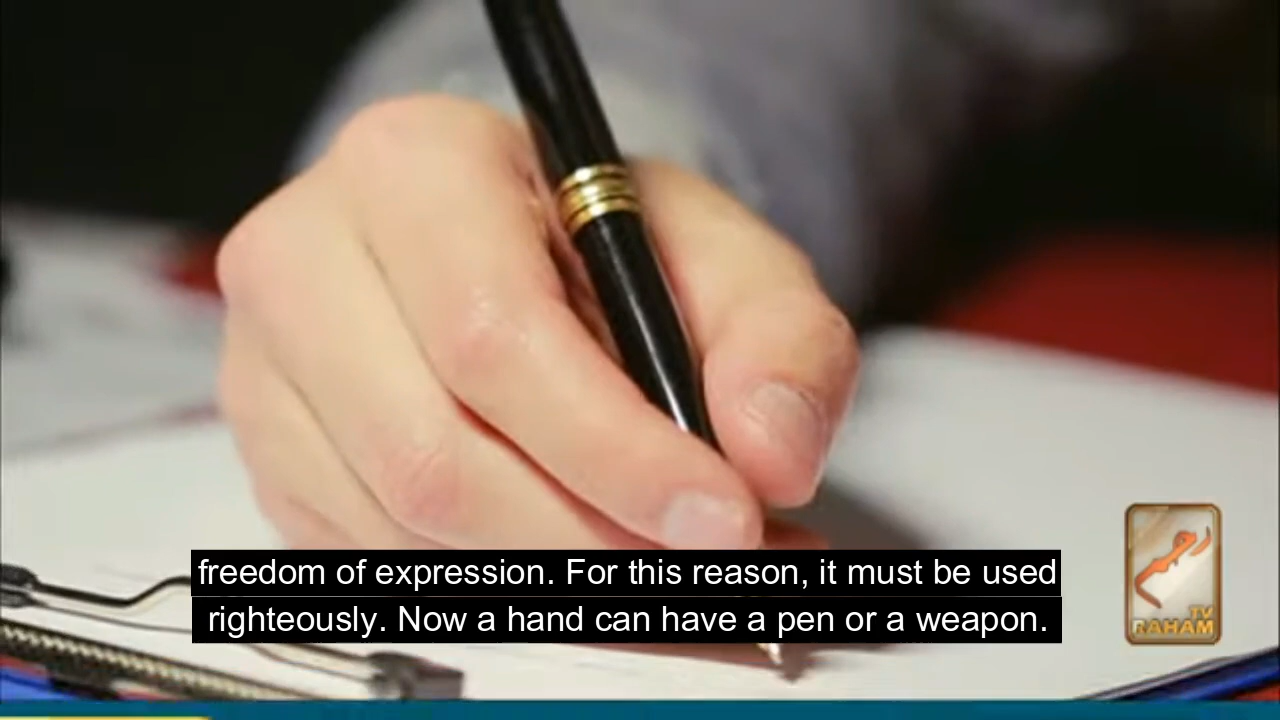 freedom of expression. For this reason, it must be used
righteously. Now a hand can have a pen or a weapon.
رحم
TV
RAHAM